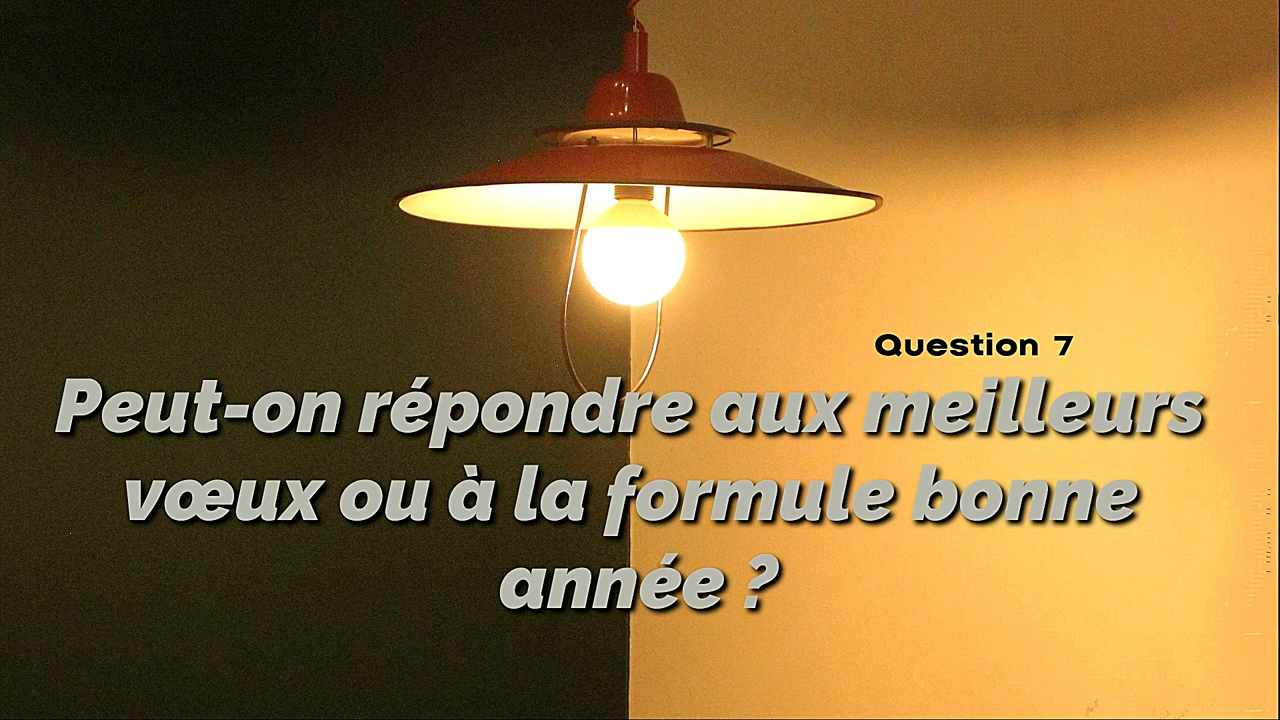 Question 7
Peut-on répondre aux meilleurs
vœux ou à la formule bonne
année ?